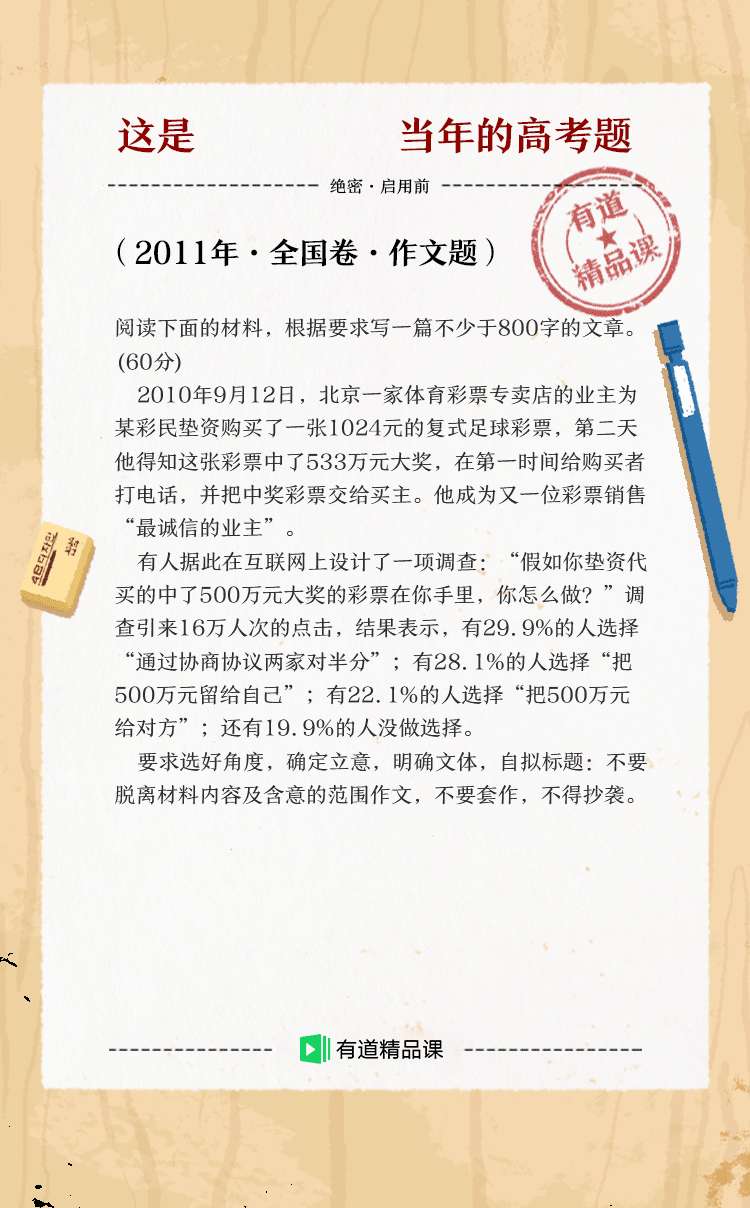 这是 当年的高考题
绝密·启用前
（2011年·全国卷·作文题）
有道
精品课
阅读下面的材料，根据要求写一篇不少于800字的文章。
(60分)
2010年9月12日，北京一家体育彩票专卖店的业主为
某彩民垫资购买了一张1024元的复式足球彩票，第二天
他得知这张彩票中了533万元大奖，在第一时间给购买者
打电话，并把中奖彩票交给买主。他成为又一位彩票销售
“最诚信的业主”。
有人据此在互联网上设计了一项调查：“假如你垫资代
买的中了500万元大奖的彩票在你手里，你怎么做？”调
查引来16万人次的点击，结果表示，有29.9%的人选择
“通过协商协议两家对半分”；有28.1%的人选择“把
500万元留给自己”；有22.1%的人选择“把500万元
给对方”；还有19.9%的人没做选择。
要求选好角度，确定立意，明确文体，自拟标题：不要
脱离材料内容及含意的范围作文，不要套作，不得抄袭。
有道精品课